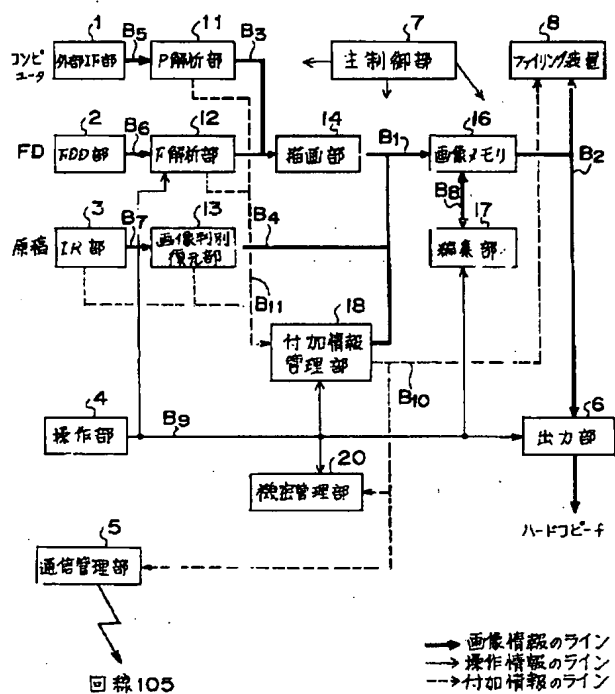 コンピュータ
1
外部IF部
B5
11
P解析部
B3
7
主制御部
8
ファイリング装置
FD
2
FDD部
B6
12
F解析部
14
描画部
B1
16
画像メモリ
B2
原稿
3
IR部
B7
13
画像判別
復元部
B4
B8
17
編集部
B11
18
付加情報
管理部
B10
4
操作部
B9
6
出力部
20
機密管理部
ハードコピーf
5
通信管理部
回線105
画像情報のライン
操作情報のライン
付加情報のライン